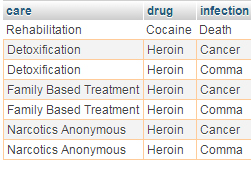 care drug infection
Rehabilitation Cocaine Death
Detoxification Heroin Cancer
Detoxification Heroin Comma
Family Based Treatment Heroin Cancer
Family Based Treatment Heroin Comma
Narcotics Anonymous Heroin Cancer
Narcotics Anonymous Heroin Comma